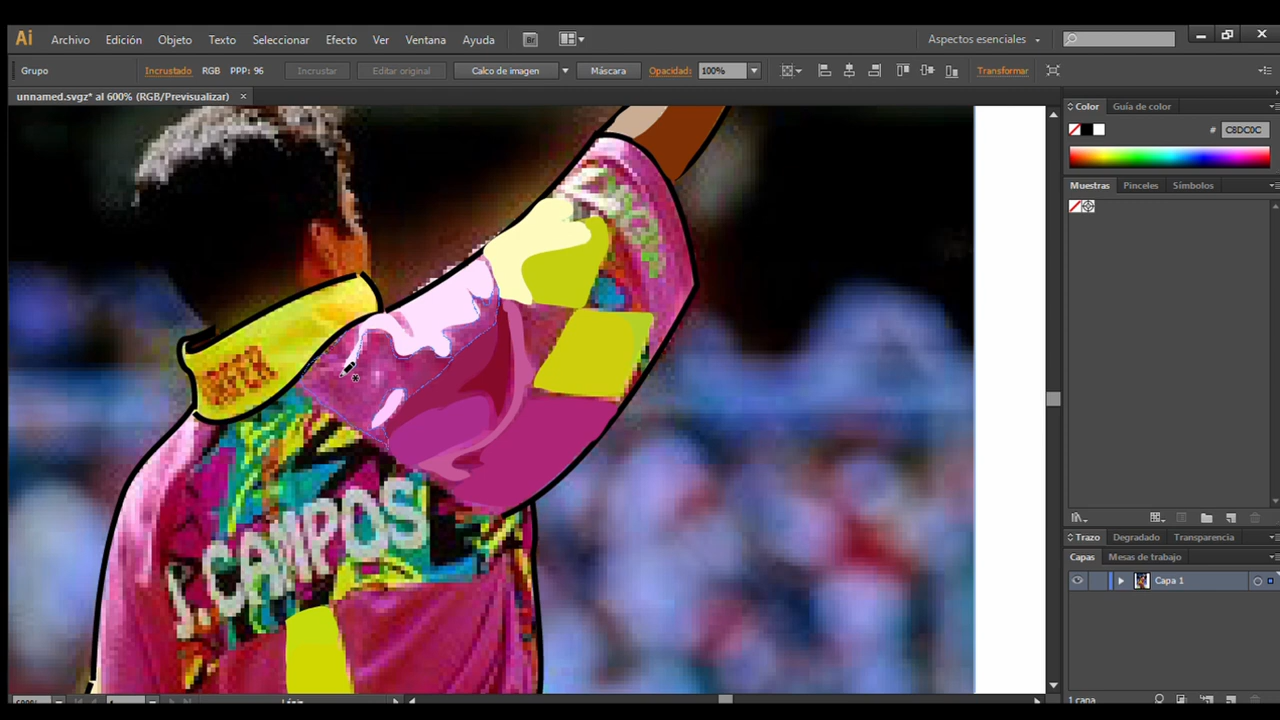 Ai Archivo Edición Objeto Texto Seleccionar Efecto Ver Ventana Ayuda Br Aspectos esenciales
Grupo Incrustado RGB PPP: 96 Incrustar Editar original Calco de imagen Máscara Opacidad: 100% Transformar
unnamed.svgz* al 600% (RGB/Previsualizar) ×
Color Guía de color
# C8DC0C
Muestras Pinceles Símbolos
I. CAMPOS
Trazo Degradado Transparencia
Capas Mesas de trabajo
Capa 1
1 capa